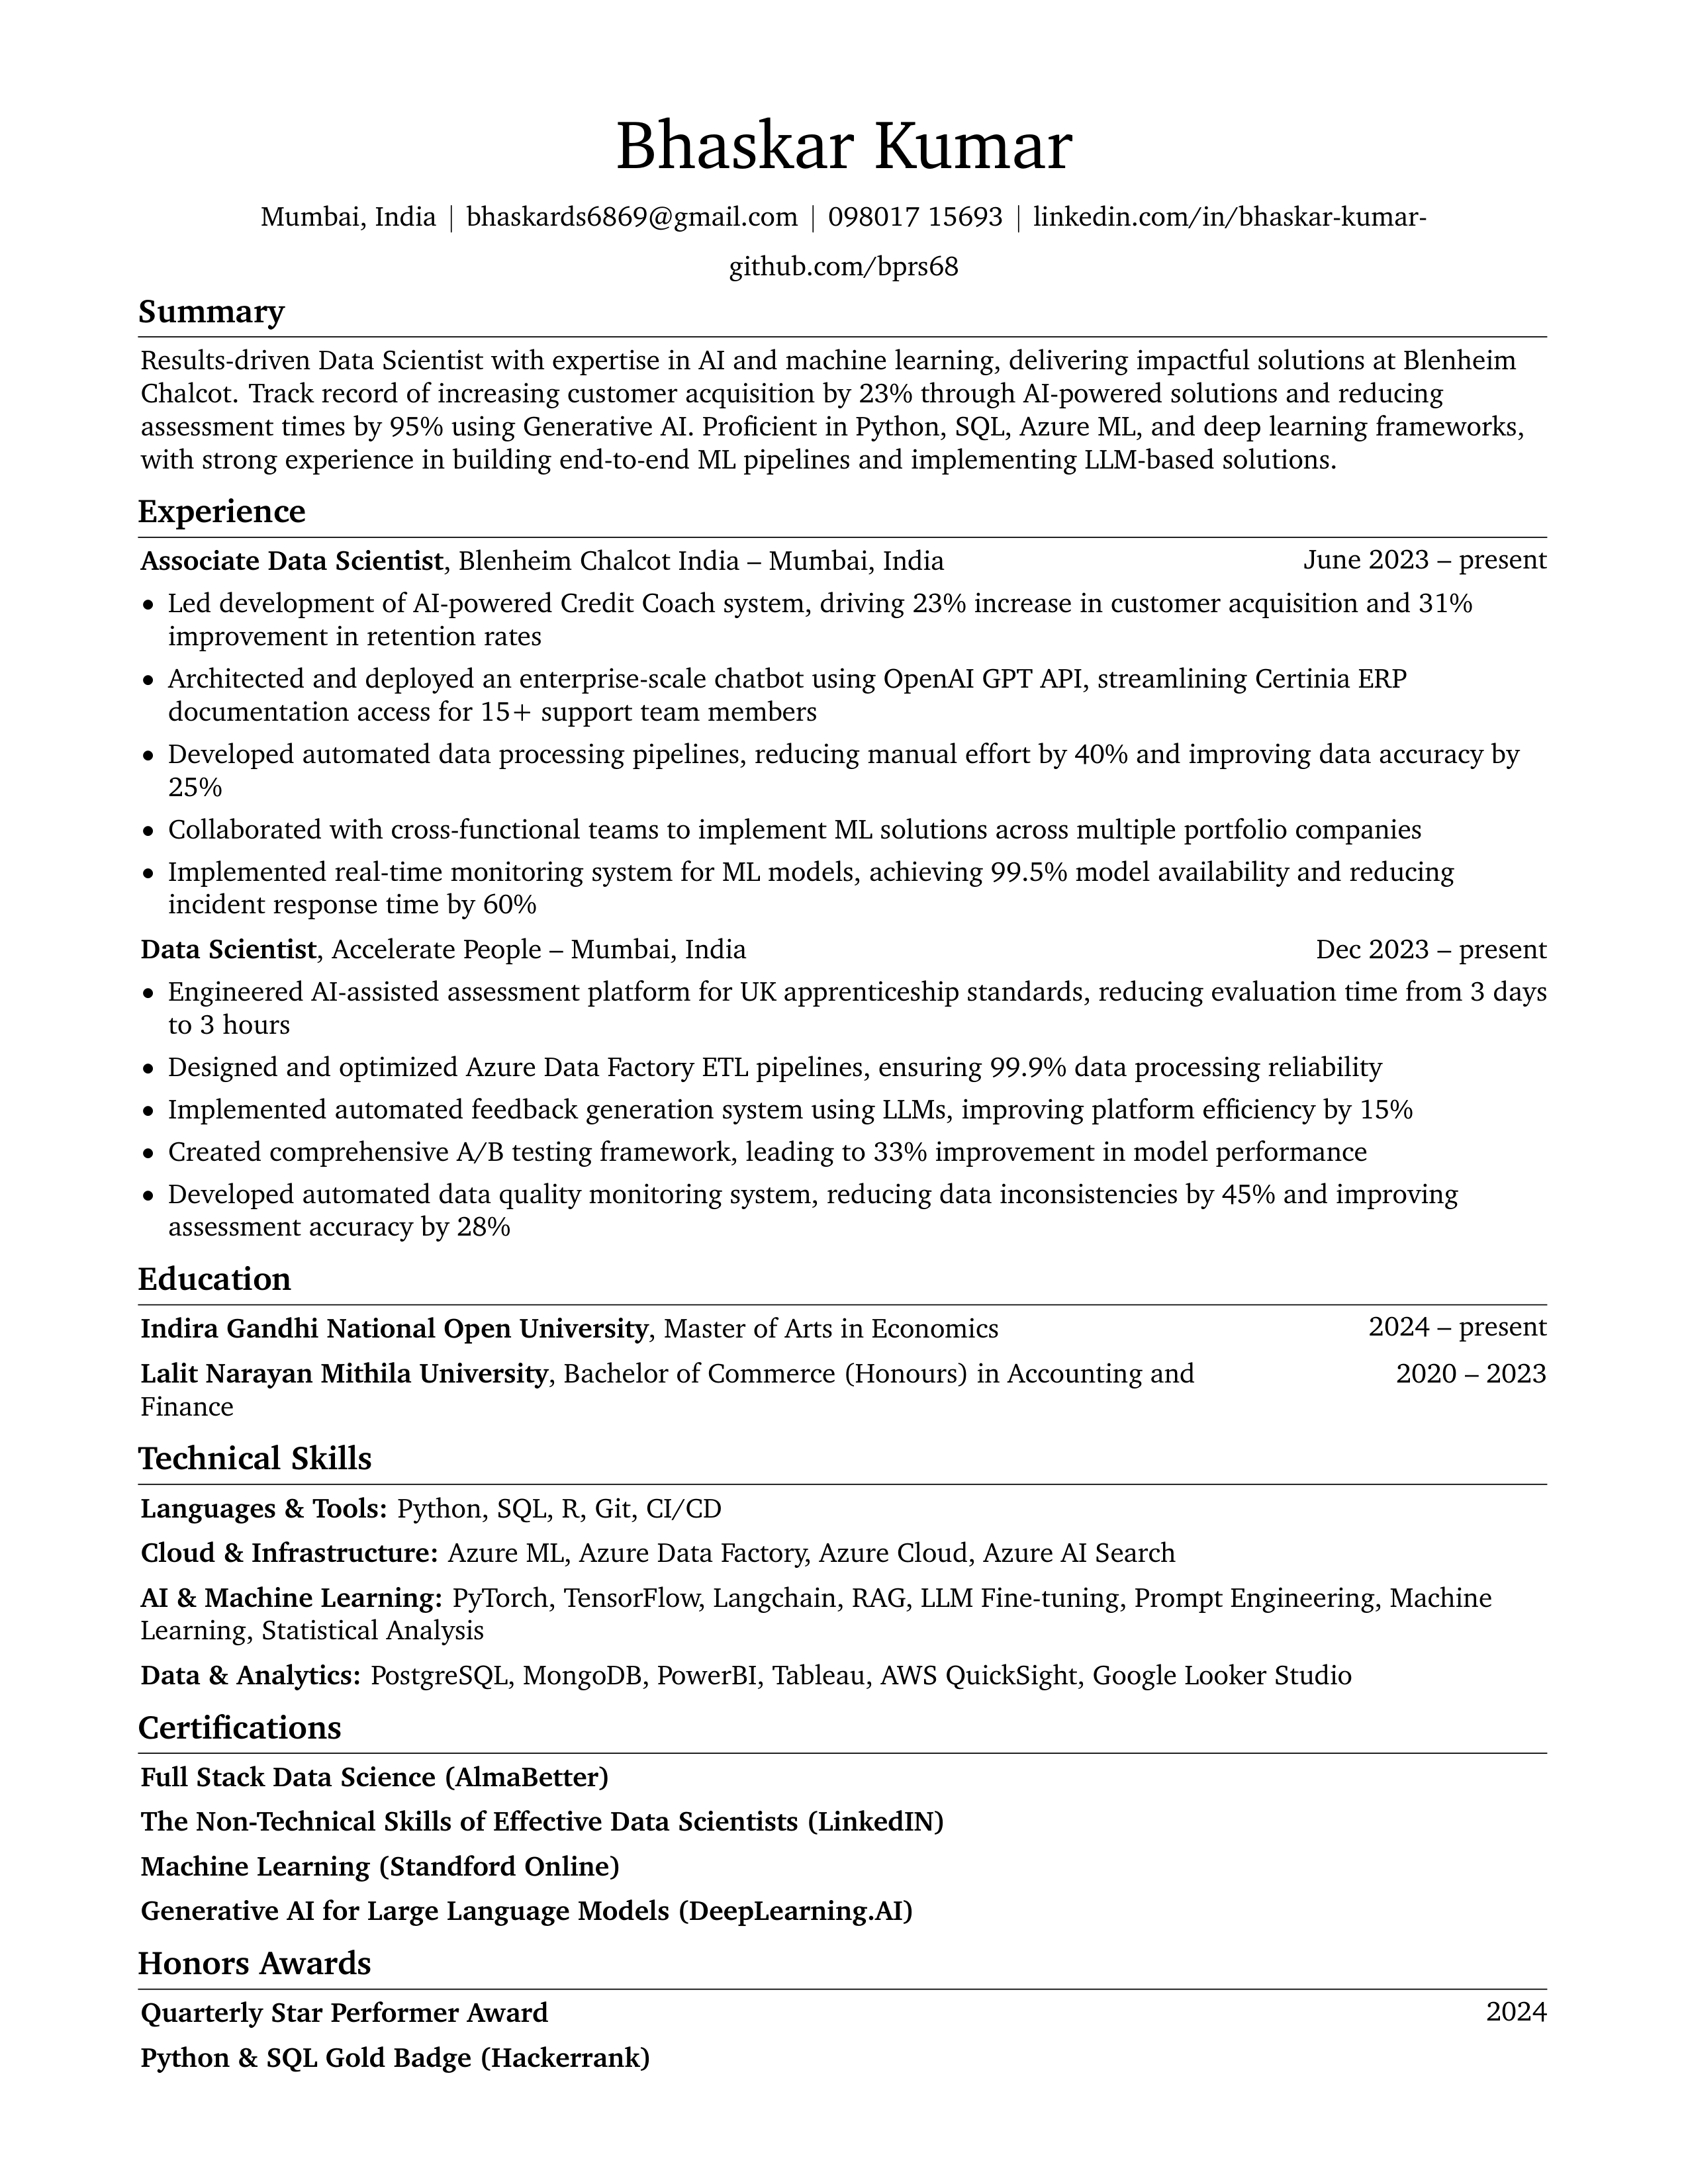 Bhaskar Kumar
Mumbai, India | bhaskards6869@gmail.com | 098017 15693 | linkedin.com/in/bhaskar-kumar-
github.com/bprs68
Summary
Results-driven Data Scientist with expertise in AI and machine learning, delivering impactful solutions at Blenheim
Chalcot. Track record of increasing customer acquisition by 23% through AI-powered solutions and reducing
assessment times by 95% using Generative AI. Proficient in Python, SQL, Azure ML, and deep learning frameworks,
with strong experience in building end-to-end ML pipelines and implementing LLM-based solutions.
Experience
Associate Data Scientist, Blenheim Chalcot India – Mumbai, India June 2023 – present
• Led development of AI-powered Credit Coach system, driving 23% increase in customer acquisition and 31%
improvement in retention rates
• Architected and deployed an enterprise-scale chatbot using OpenAI GPT API, streamlining Certinia ERP
documentation access for 15+ support team members
• Developed automated data processing pipelines, reducing manual effort by 40% and improving data accuracy by
25%
• Collaborated with cross-functional teams to implement ML solutions across multiple portfolio companies
• Implemented real-time monitoring system for ML models, achieving 99.5% model availability and reducing
incident response time by 60%
Data Scientist, Accelerate People – Mumbai, India Dec 2023 – present
• Engineered AI-assisted assessment platform for UK apprenticeship standards, reducing evaluation time from 3 days
to 3 hours
• Designed and optimized Azure Data Factory ETL pipelines, ensuring 99.9% data processing reliability
• Implemented automated feedback generation system using LLMs, improving platform efficiency by 15%
• Created comprehensive A/B testing framework, leading to 33% improvement in model performance
• Developed automated data quality monitoring system, reducing data inconsistencies by 45% and improving
assessment accuracy by 28%
Education
Indira Gandhi National Open University, Master of Arts in Economics 2024 – present
Lalit Narayan Mithila University, Bachelor of Commerce (Honours) in Accounting and 2020 – 2023
Finance
Technical Skills
Languages & Tools: Python, SQL, R, Git, CI/CD
Cloud & Infrastructure: Azure ML, Azure Data Factory, Azure Cloud, Azure AI Search
AI & Machine Learning: PyTorch, TensorFlow, Langchain, RAG, LLM Fine-tuning, Prompt Engineering, Machine
Learning, Statistical Analysis
Data & Analytics: PostgreSQL, MongoDB, PowerBI, Tableau, AWS QuickSight, Google Looker Studio
Certifications
Full Stack Data Science (AlmaBetter)
The Non-Technical Skills of Effective Data Scientists (LinkedIN)
Machine Learning (Standford Online)
Generative AI for Large Language Models (DeepLearning.AI)
Honors Awards
Quarterly Star Performer Award 2024
Python & SQL Gold Badge (Hackerrank)